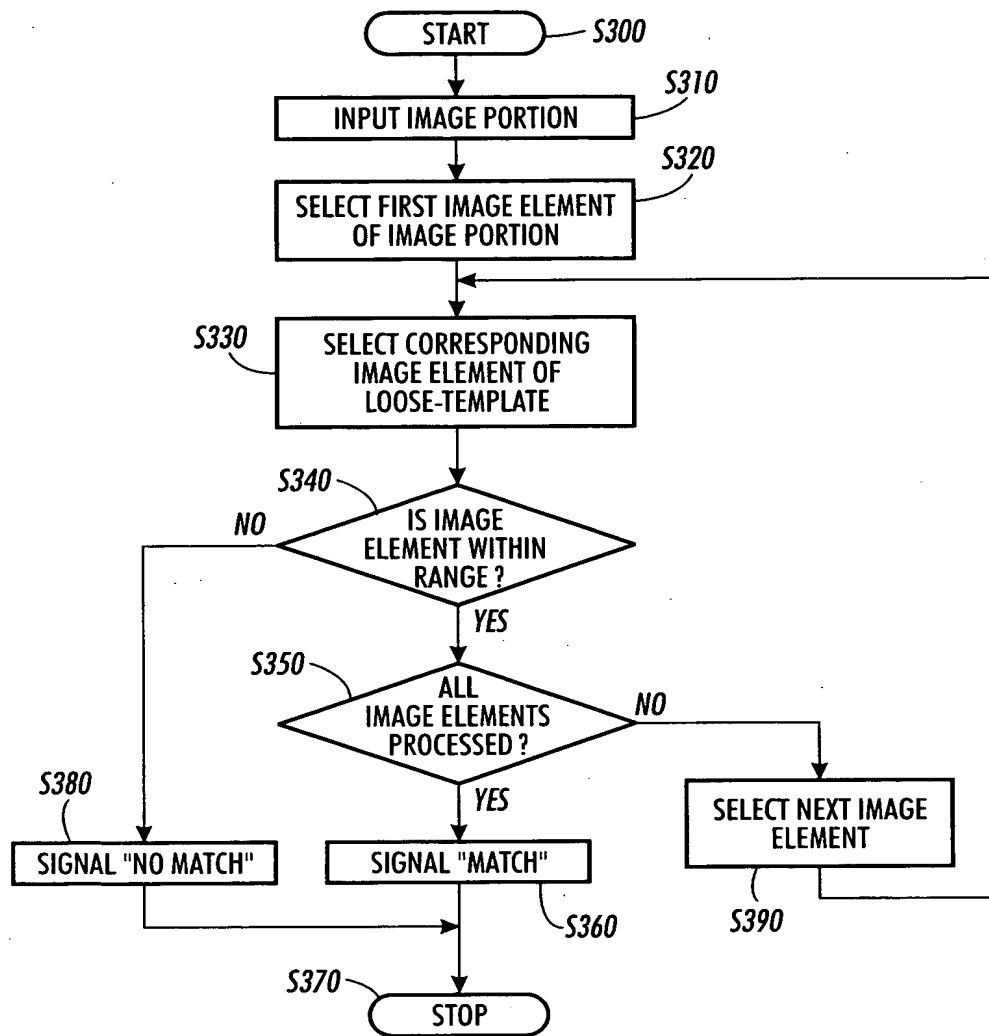 START
S300
S310
INPUT IMAGE PORTION
S320
SELECT FIRST IMAGE ELEMENT
OF IMAGE PORTION
S330
SELECT CORRESPONDING
IMAGE ELEMENT OF
LOOSE-TEMPLATE
S340
NO
IS IMAGE
ELEMENT WITHIN
RANGE ?
YES
S350
ALL
IMAGE ELEMENTS
PROCESSED ?
NO
YES
S380
SIGNAL "NO MATCH"
SIGNAL "MATCH"
S360
SELECT NEXT IMAGE
ELEMENT
S390
S370
STOP